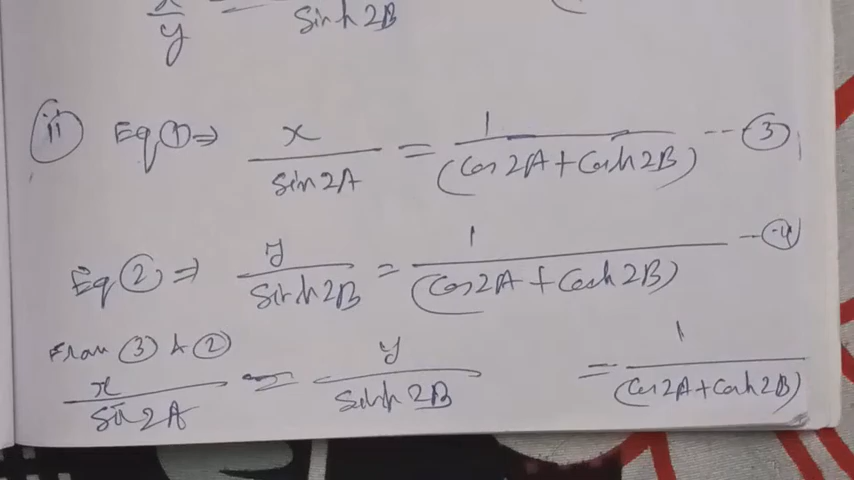 x/y = / Sinh 2B
(ii) Eq ① ⇒ x / Sin 2A = 1 / (Cos 2A + Cosh 2B) -- ③
Eq ② ⇒ y / Sinh 2B = 1 / (Cos 2A + Cosh 2B) -- ④
From ③ & ②
x / Sin 2A = y / Sinh 2B = 1 / (Cos 2A + Cosh 2B)